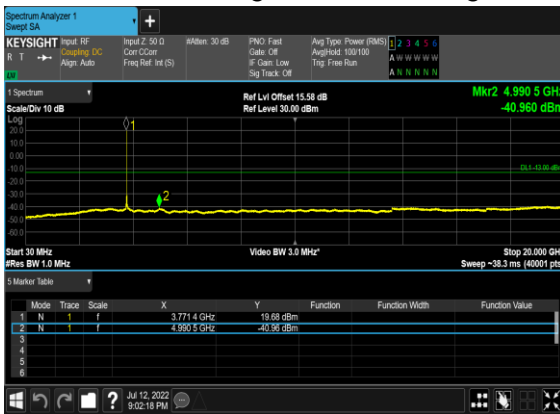 Spectrum Analyzer 1
Swept SA
+
KEYSIGHT Input: RF Input Z: 50 Ω #Atten: 30 dB PNO: Fast Avg Type: Power (RMS) 1 2 3 4 5 6
R T Coupling: DC Corr CCorr Gate: Off Avg|Hold: 100/100 A W W W W W
Align: Auto Freq Ref: Int (S) IF Gain: Low Trig: Free Run
Sig Track: Off A N N N N N
LV
1 Spectrum Ref Lvl Offset 15.58 dB Mkr2 4.990 5 GHz
Scale/Div 10 dB Ref Level 30.00 dBm -40.960 dBm
Log
20.0
10.0
0.00
-10.0
DL1 -13.00 dBm
-20.0
-30.0
-40.0
-50.0
-60.0
1
2
Start 30 MHz Video BW 3.0 MHz* Stop 20.000 GHz
#Res BW 1.0 MHz Sweep ~38.3 ms (40001 pts)
5 Marker Table
Mode Trace Scale X Y Function Function Width Function Value
1 N 1 f 3.771 4 GHz 19.68 dBm
2 N 1 f 4.990 5 GHz -40.96 dBm
3
4
5
6
? Jul 12, 2022
9:02:18 PM